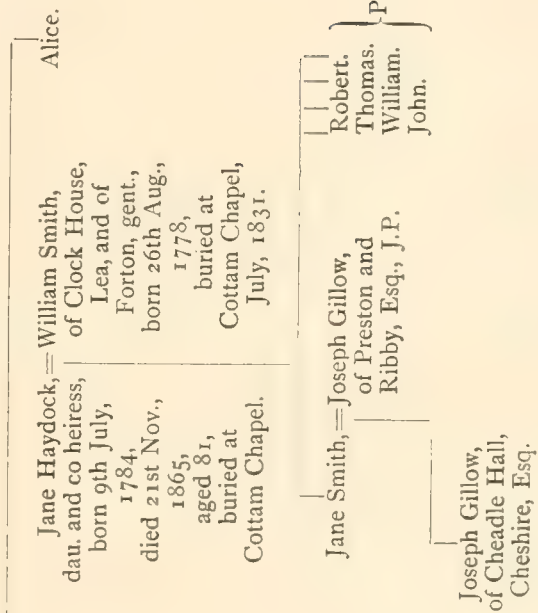 Jane Haydock,=William Smith,
dau. and co heiress,
born 9th July,
1784,
died 21st Nov.,
1865,
aged 81,
buried at
Cottam Chapel.
of Clock House,
Lea, and of
Forton, gent.,
born 26th Aug.,
1778,
buried at
Cottam Chapel,
July, 1831.
Alice.
Jane Smith,=Joseph Gillow,
of Preston and
Ribby, Esq., J.P.
Robert.
Thomas.
William.
John.
} P
Joseph Gillow,
of Cheadle Hall,
Cheshire, Esq.